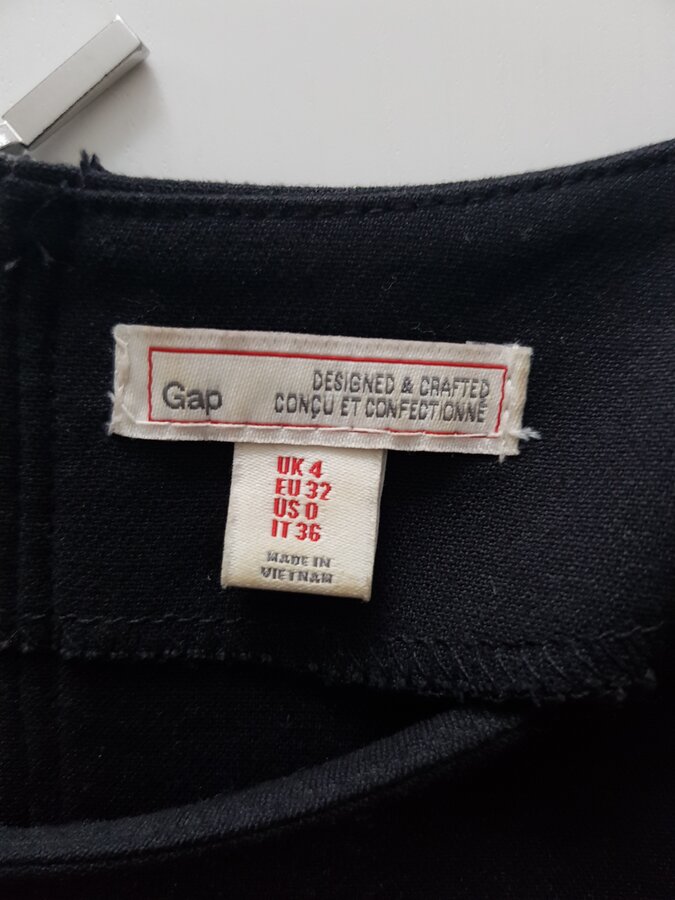 Gap
DESIGNED & CRAFTED
CONÇU ET CONFECTIONNÉ
UK 4
EU 32
US 0
IT 36
MADE IN
VIETNAM